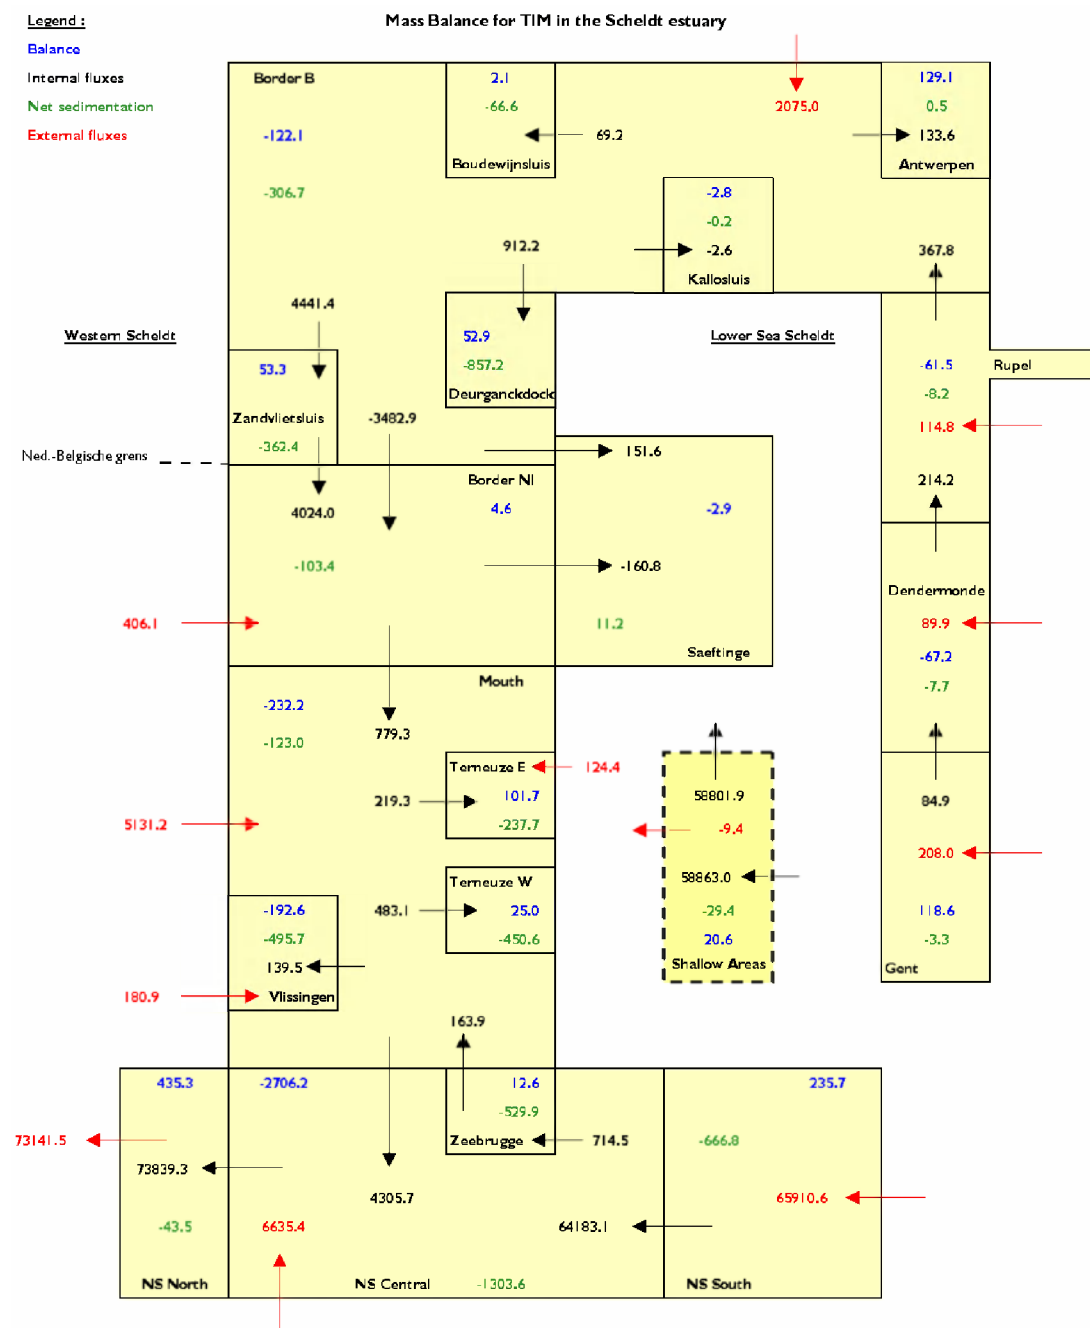 Legend :
Mass Balance for TIM in the Scheldt estuary
Balance
Internal fluxes
Net sedimentation
External fluxes
Border B
2.1
129.1
-66.6
2075.0
0.5
-122.1
69.2
133.6
Boudewijnsluis
Antwerpen
-306.7
-2.8
-0.2
912.2
-2.6
367.8
Kallosluis
4441.4
Western Scheldt
52.9
Lower Sea Scheldt
53.3
-857.2
-61.5
Rupel
Deurganckdock
-8.2
Zandvlietsluis
-3482.9
114.8
-362.4
Ned.-Belgische grens
151.6
Border Nl
214.2
4024.0
4.6
-2.9
-103.4
-160.8
Dendermonde
406.1
11.2
89.9
Saeftinge
-67.2
Mouth
-7.7
-232.2
-123.0
779.3
Terneuze E
124.4
219.3
101.7
58801.9
84.9
5131.2
-237.7
-9.4
208.0
Terneuze W
58863.0
-192.6
483.1
25.0
-29.4
118.6
-495.7
-450.6
20.6
-3.3
139.5
Shallow Areas
Gent
180.9
Vlissingen
163.9
435.3
-2706.2
12.6
235.7
-529.9
73141.5
Zeebrugge
714.5
-666.8
73839.3
4305.7
65910.6
-43.5
6635.4
64183.1
NS North
NS Central
-1303.6
NS South